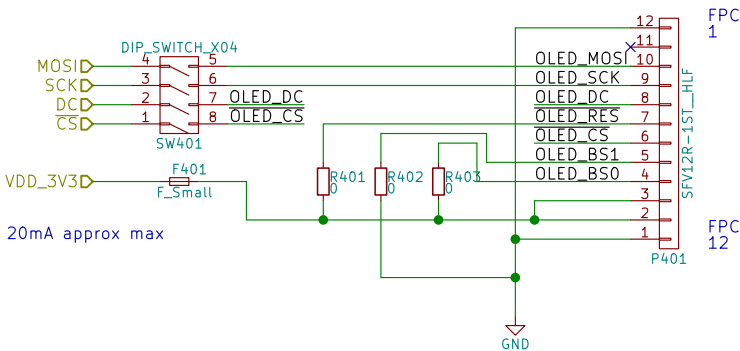 FPC
1
12
DIP_SWITCH_X04
11
OLED_MOSI
MOSI 4 5 10
OLED_SCK
SCK 3 6 9
OLED_DC OLED_DC
DC 2 7 8
OLED_CS OLED_RES
CS 1 8 7
SW401
OLED_CS
6
OLED_BS1
5
F401
R401 R402 R403 OLED_BS0
VDD_3V3 0 0 0 4
F_Small
SFV12R-1ST__HLF
3
2
20mA approx max
1
FPC
12
P401
GND